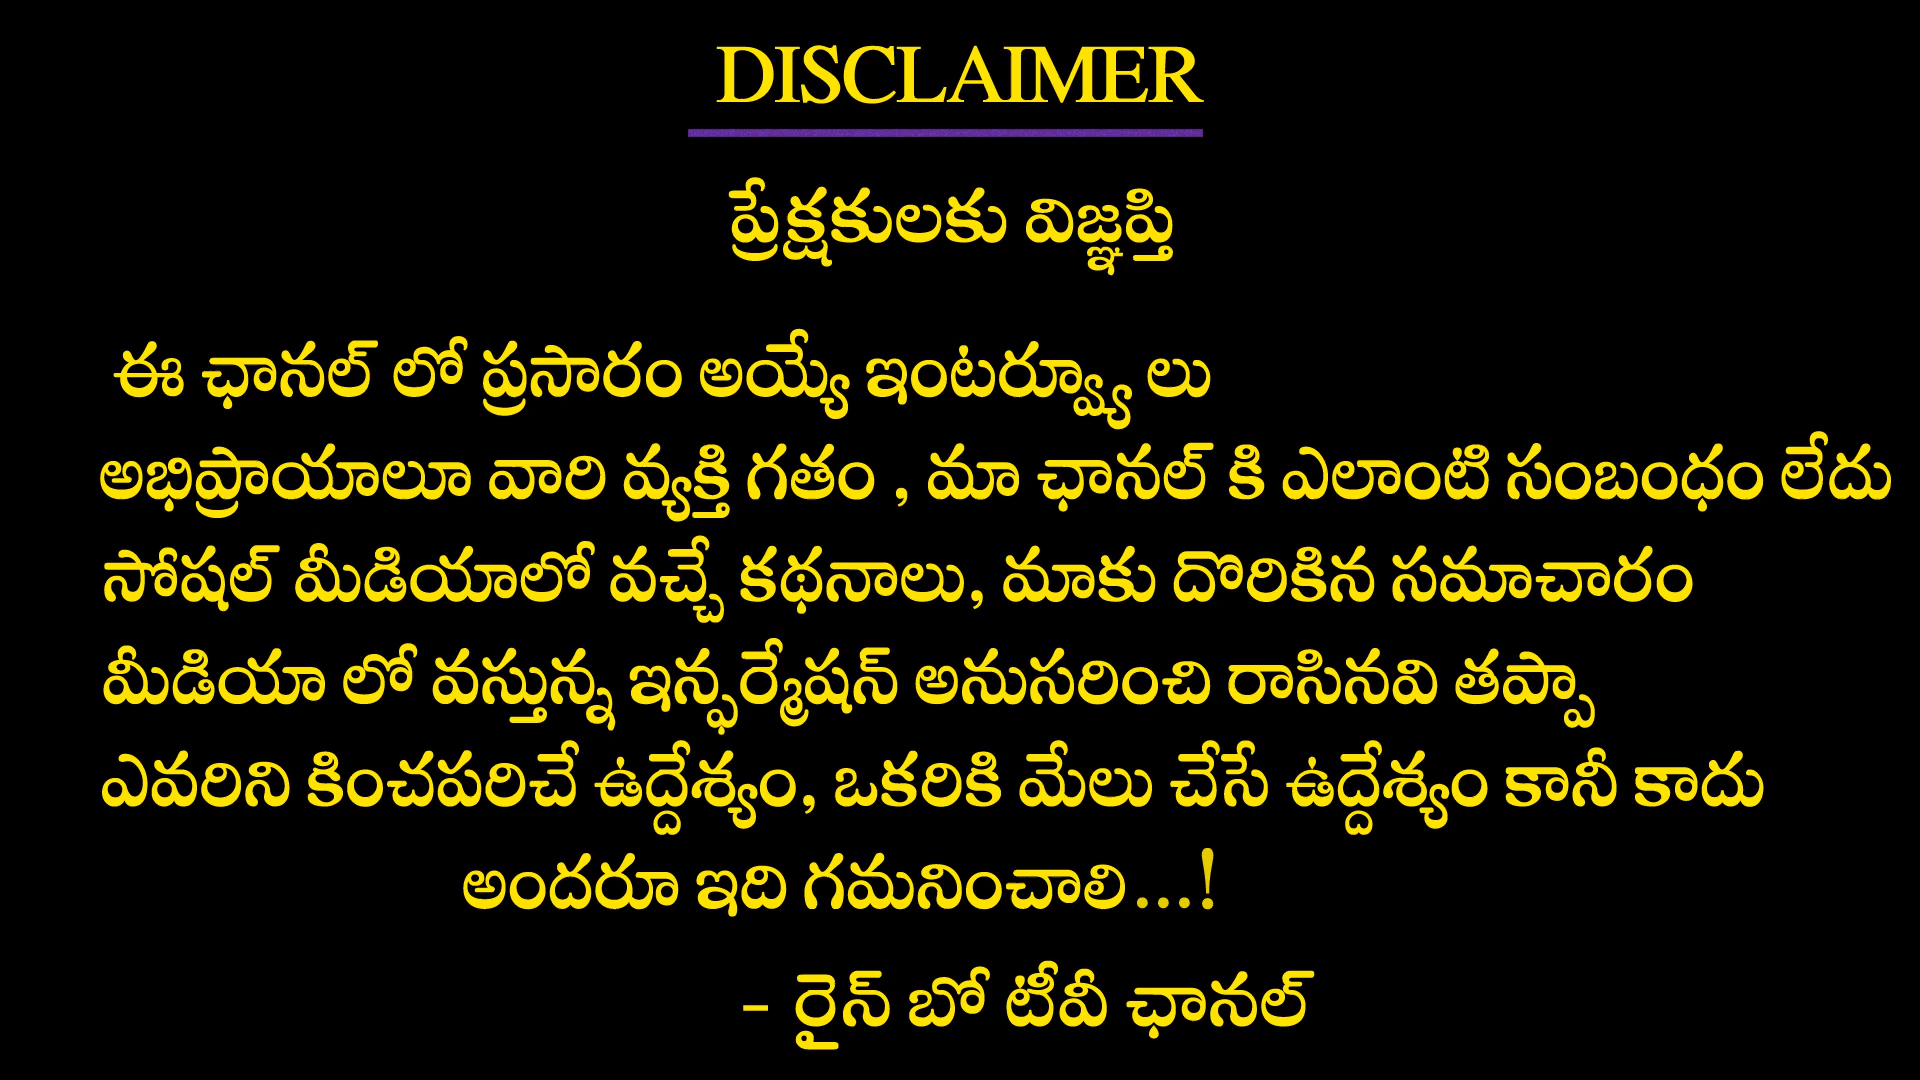 DISCLAIMER
ప్రేక్షకులకు విజ్ఞప్తి
ఈ ఛానల్ లో ప్రసారం అయ్యే ఇంటర్వ్యూ లు
అభిప్రాయాలూ వారి వ్యక్తి గతం , మా ఛానల్ కి ఎలాంటి సంబంధం లేదు
సోషల్ మీడియాలో వచ్చే కథనాలు, మాకు దొరికిన సమాచారం
మీడియా లో వస్తున్న ఇన్ఫర్మేషన్ అనుసరించి రాసినవి తప్పా
ఎవరిని కించపరిచే ఉద్దేశ్యం, ఒకరికి మేలు చేసే ఉద్దేశ్యం కానీ కాదు
అందరూ ఇది గమనించాలి...!
- రైన్ బో టీవీ ఛానల్